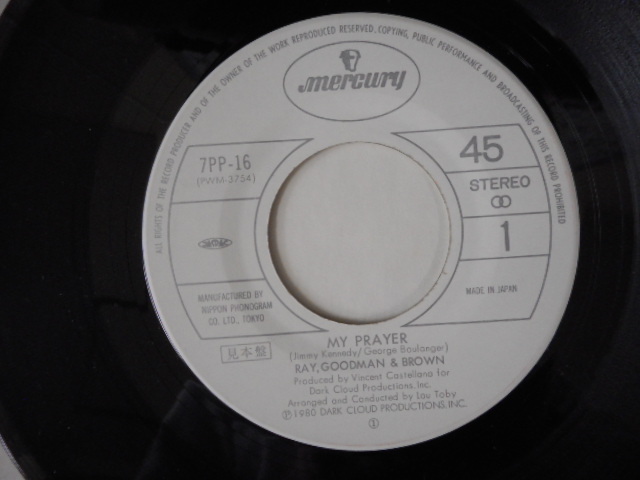 ALL RIGHTS OF THE RECORD PRODUCER AND OF THE OWNER OF THE WORK REPRODUCED RESERVED. COPYING, PUBLIC PERFORMANCE AND BROADCASTING OF THIS RECORD PROHIBITED
mercury
7PP-16
(PWM-3754)
45
STEREO
1
MANUFACTURED BY
NIPPON PHONOGRAM
CO. LTD., TOKYO
MADE IN JAPAN
見本盤
MY PRAYER
(Jimmy Kennedy/George Boulanger)
RAY, GOODMAN & BROWN
Produced by Vincent Castellano for
Dark Cloud Productions, Inc.
Arranged and Conducted by Lou Toby
Ⓟ1980 DARK CLOUD PRODUCTIONS, INC.
①